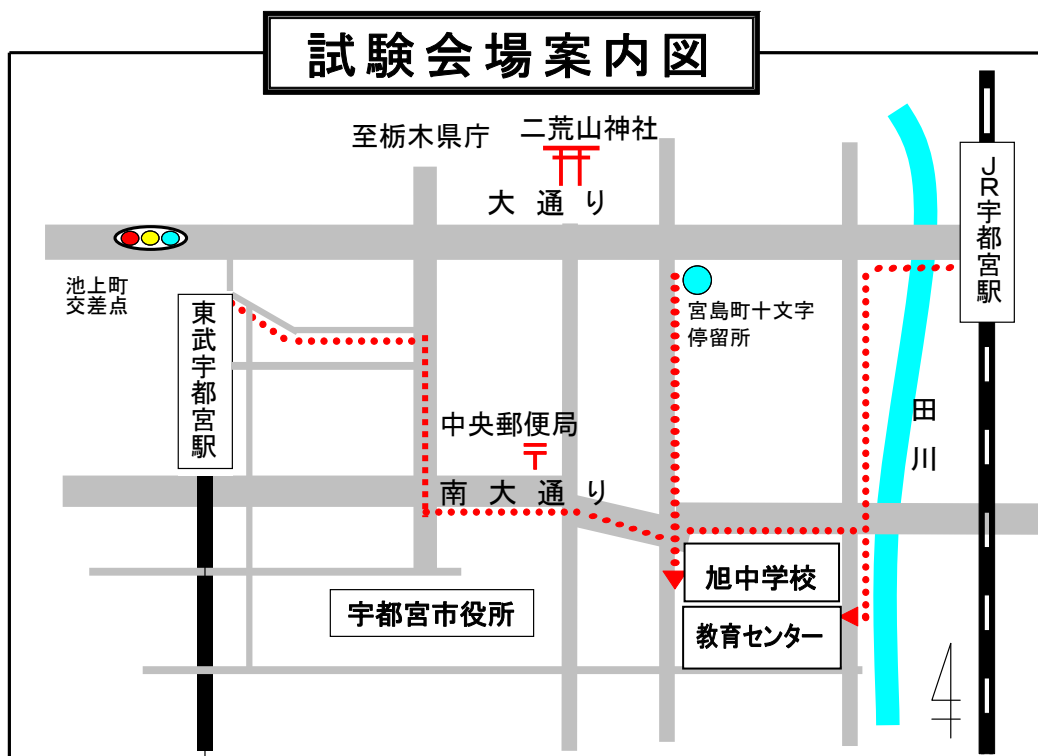 試験会場案内図
至栃木県庁
二荒山神社
大通り
JR宇都宮駅
池上町
交差点
東武宇都宮駅
宮島町十文字
停留所
中央郵便局
田川
南大通り
旭中学校
宇都宮市役所
教育センター